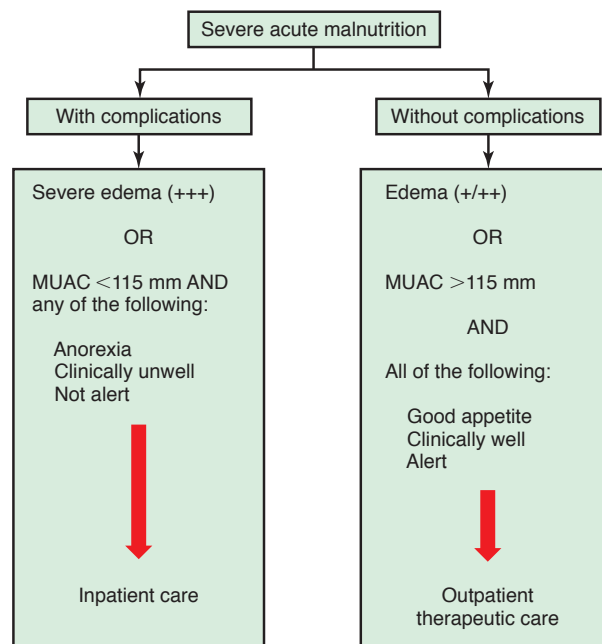 Severe acute malnutrition
With complications
Severe edema (+++)
OR
MUAC <115 mm AND
any of the following:
Anorexia
Clinically unwell
Not alert
Inpatient care
Without complications
Edema (+/++)
OR
MUAC >115 mm
AND
All of the following:
Good appetite
Clinically well
Alert
Outpatient
therapeutic care